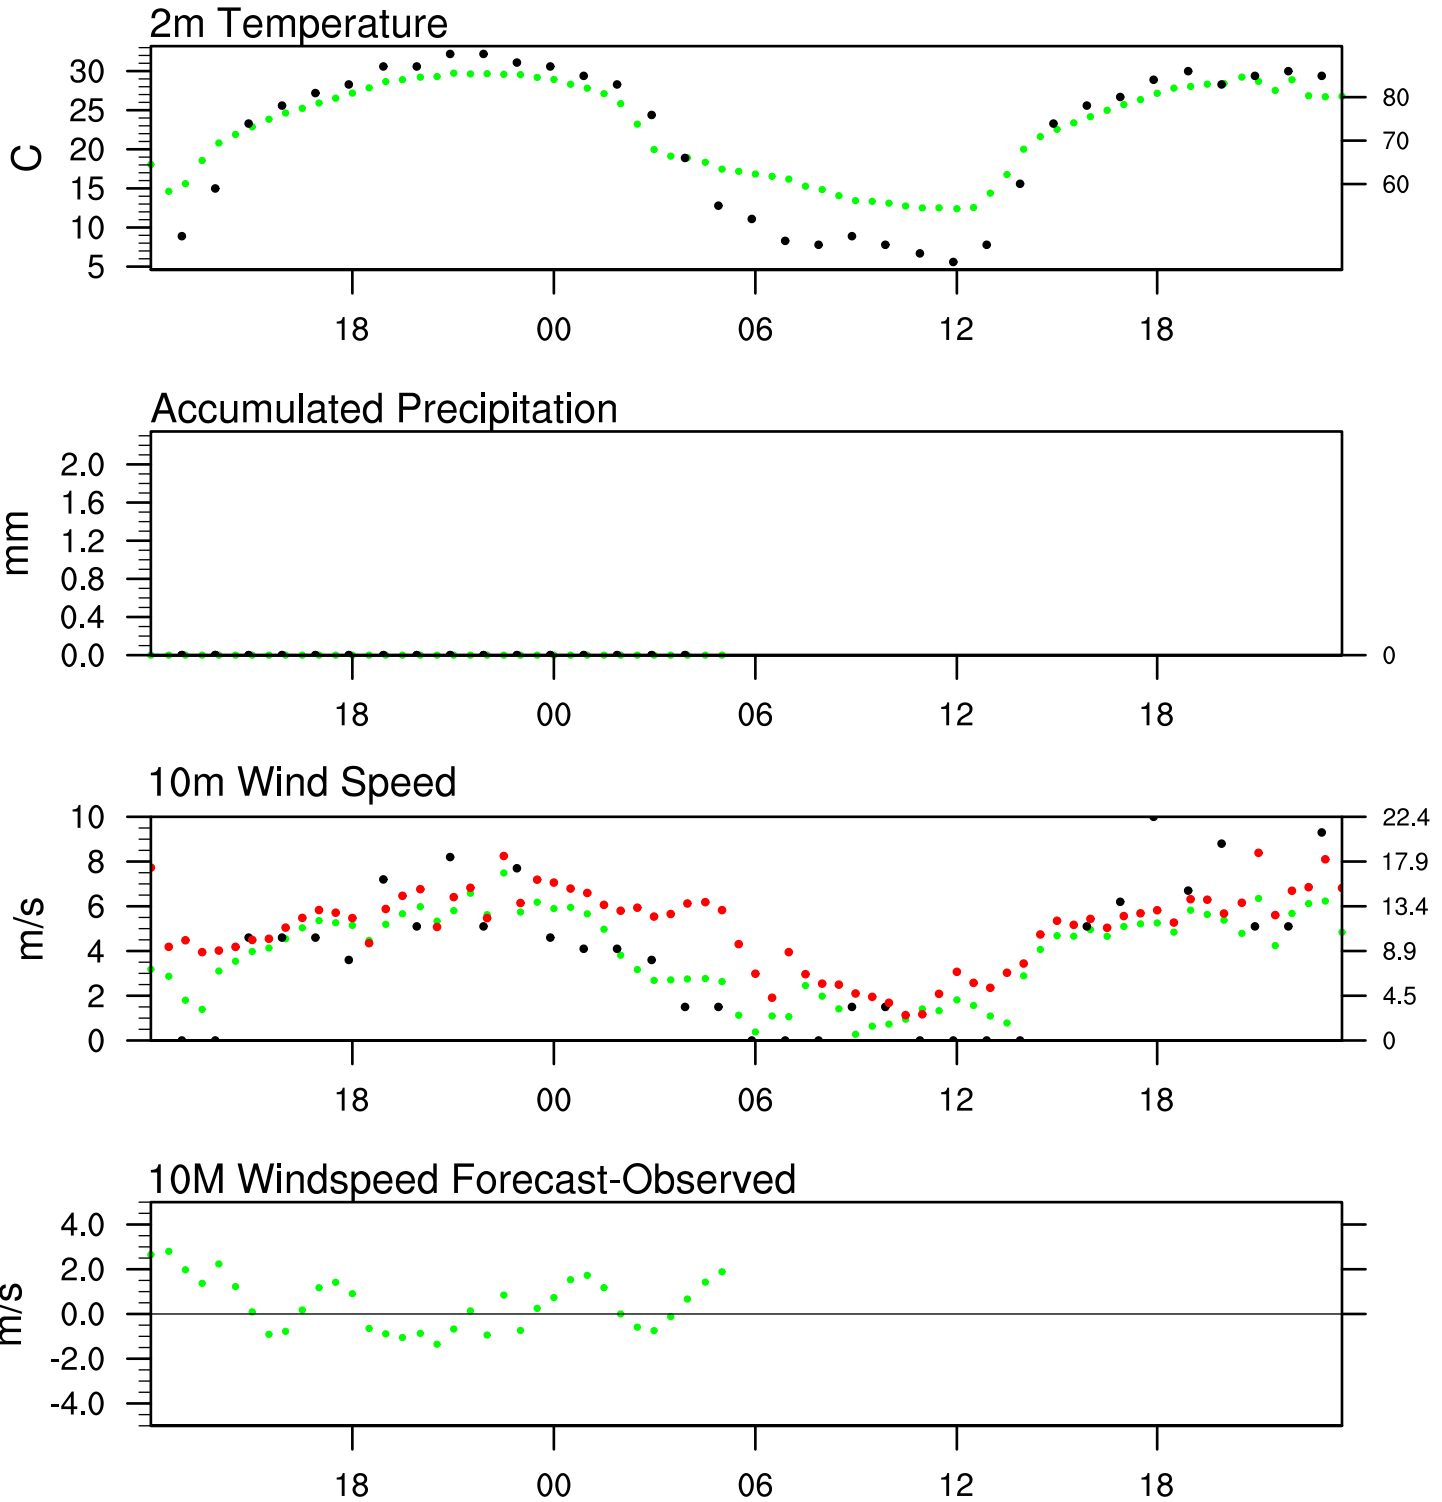 2m Temperature
30
25
20
15
10
5
C
80
70
60
18 00 06 12 18
Accumulated Precipitation
2.0
1.6
1.2
0.8
0.4
0.0
mm
0
18 00 06 12 18
10m Wind Speed
10
8
6
4
2
0
m/s
22.4
17.9
13.4
8.9
4.5
0
18 00 06 12 18
10M Windspeed Forecast-Observed
4.0
2.0
0.0
-2.0
-4.0
m/s
18 00 06 12 18